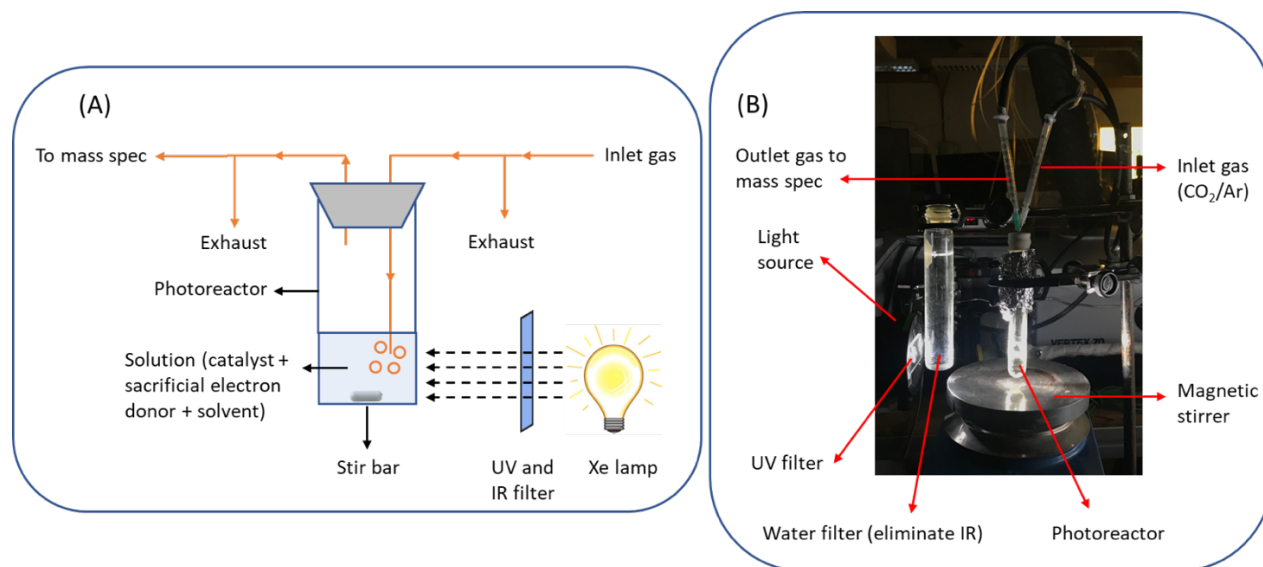 (A)
To mass spec
Inlet gas
Exhaust
Exhaust
Photoreactor
Solution (catalyst +
sacrificial electron
donor + solvent)
Stir bar
UV and
IR filter
Xe lamp
(B)
Outlet gas to
mass spec
Inlet gas
(CO₂/Ar)
Light
source
VERTEX 70
Magnetic
stirrer
UV filter
Water filter (eliminate IR)
Photoreactor